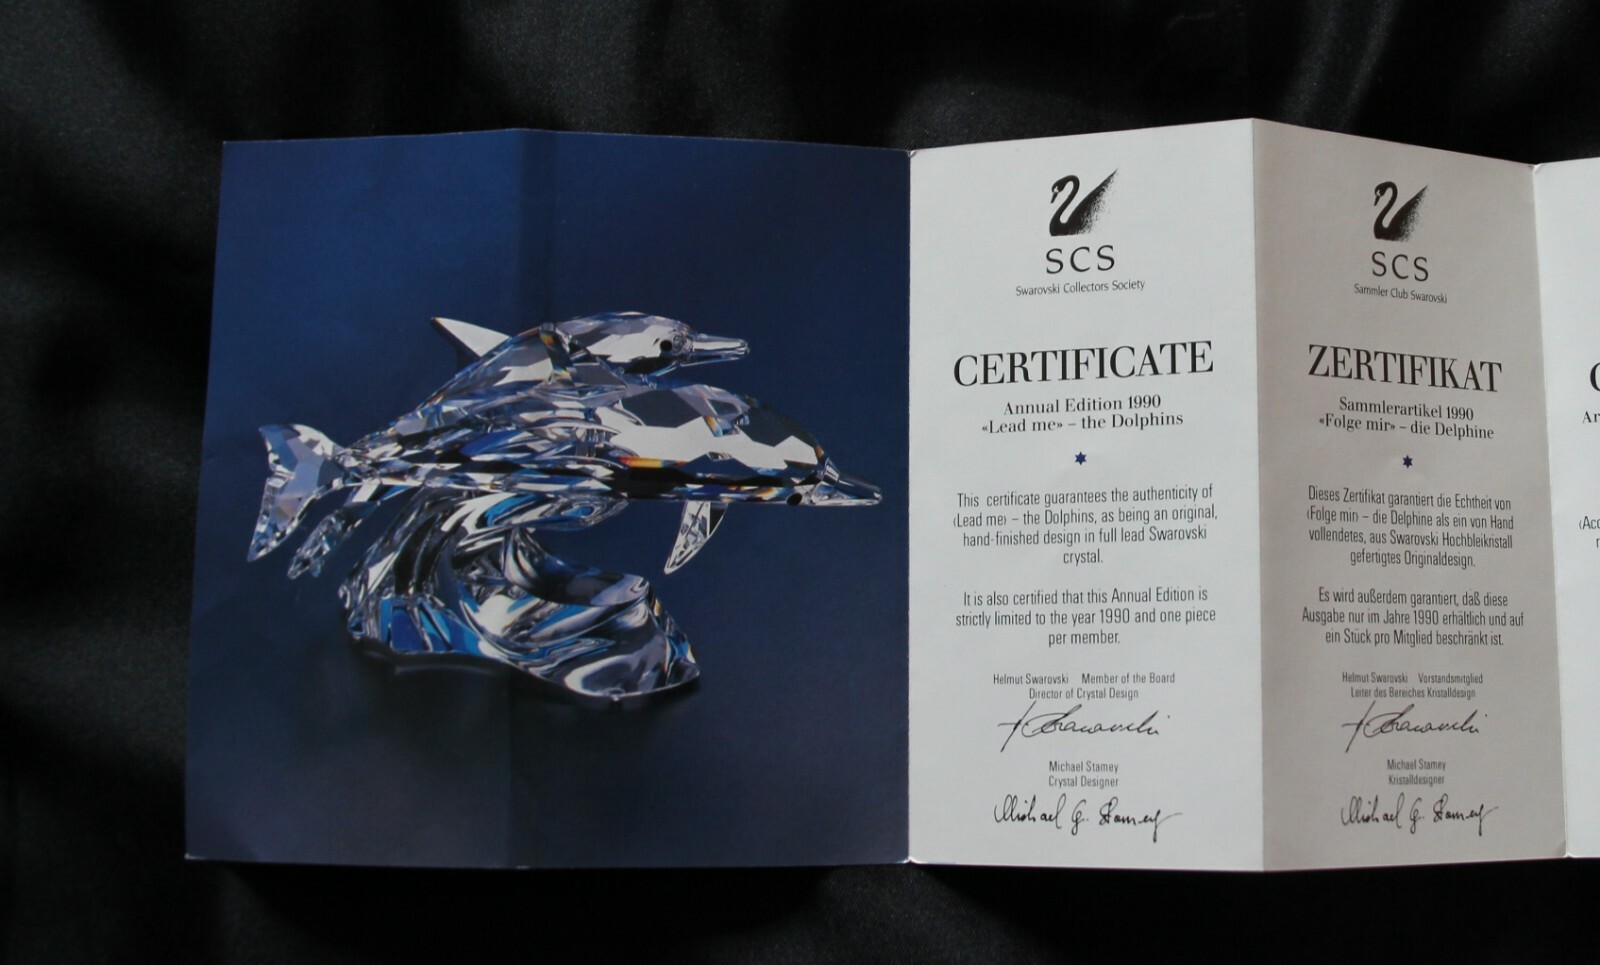 SCS
Swarovski Collectors Society
CERTIFICATE
Annual Edition 1990
«Lead me» – the Dolphins
This certificate guarantees the authenticity of
‹Lead me› – the Dolphins, as being an original,
hand-finished design in full lead Swarovski
crystal.
It is also certified that this Annual Edition is
strictly limited to the year 1990 and one piece
per member.
Helmut Swarovski Member of the Board
Director of Crystal Design
Michael Stamey
Crystal Designer
Michael G. Stamey
SCS
Sammler Club Swarovski
ZERTIFIKAT
Sammlerartikel 1990
«Folge mir» – die Delphine
Dieses Zertifikat garantiert die Echtheit von
‹Folge mir› – die Delphine als ein von Hand
vollendetes, aus Swarovski Hochbleikristall
gefertigtes Originaldesign.
Es wird außerdem garantiert, daß diese
Ausgabe nur im Jahre 1990 erhältlich und auf
ein Stück pro Mitglied beschränkt ist.
Helmut Swarovski Vorstandsmitglied
Leiter des Bereiches Kristalldesign
Michael Stamey
Kristalldesigner
Michael G. Stamey